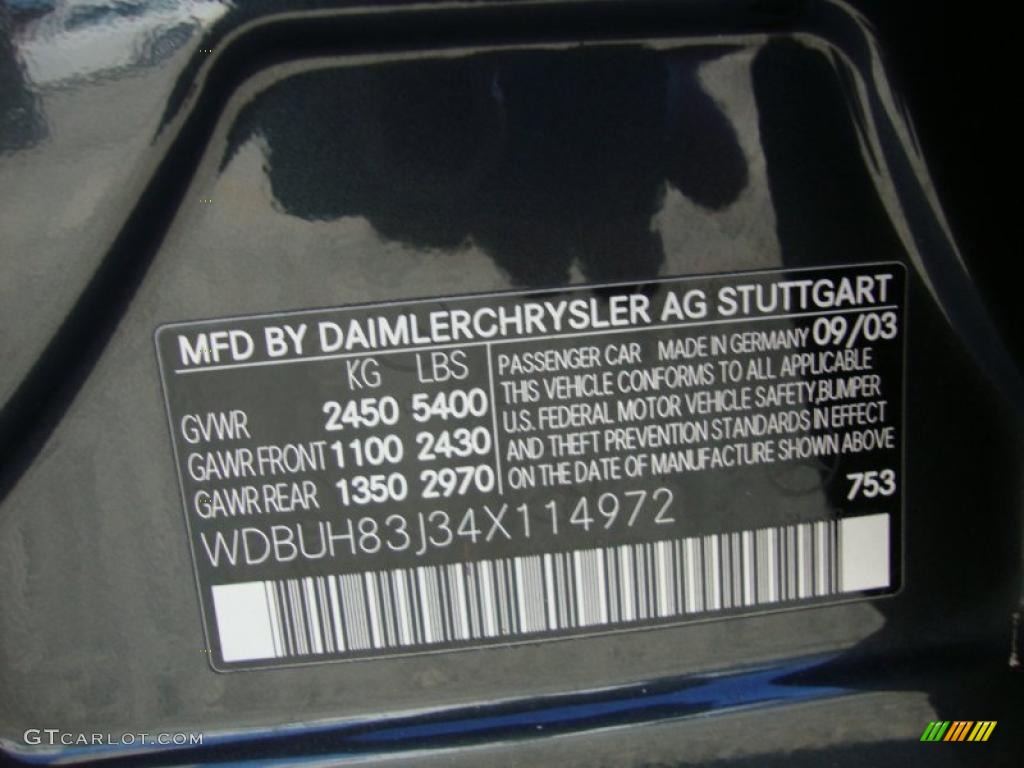 MFD BY DAIMLERCHRYSLER AG STUTTGART
KG LBS
GVWR 2450 5400
GAWR FRONT 1100 2430
GAWR REAR 1350 2970
PASSENGER CAR MADE IN GERMANY 09/03
THIS VEHICLE CONFORMS TO ALL APPLICABLE
U.S. FEDERAL MOTOR VEHICLE SAFETY,BUMPER
AND THEFT PREVENTION STANDARDS IN EFFECT
ON THE DATE OF MANUFACTURE SHOWN ABOVE
753
WDBUH83J34X114972
GTCARLOT.COM